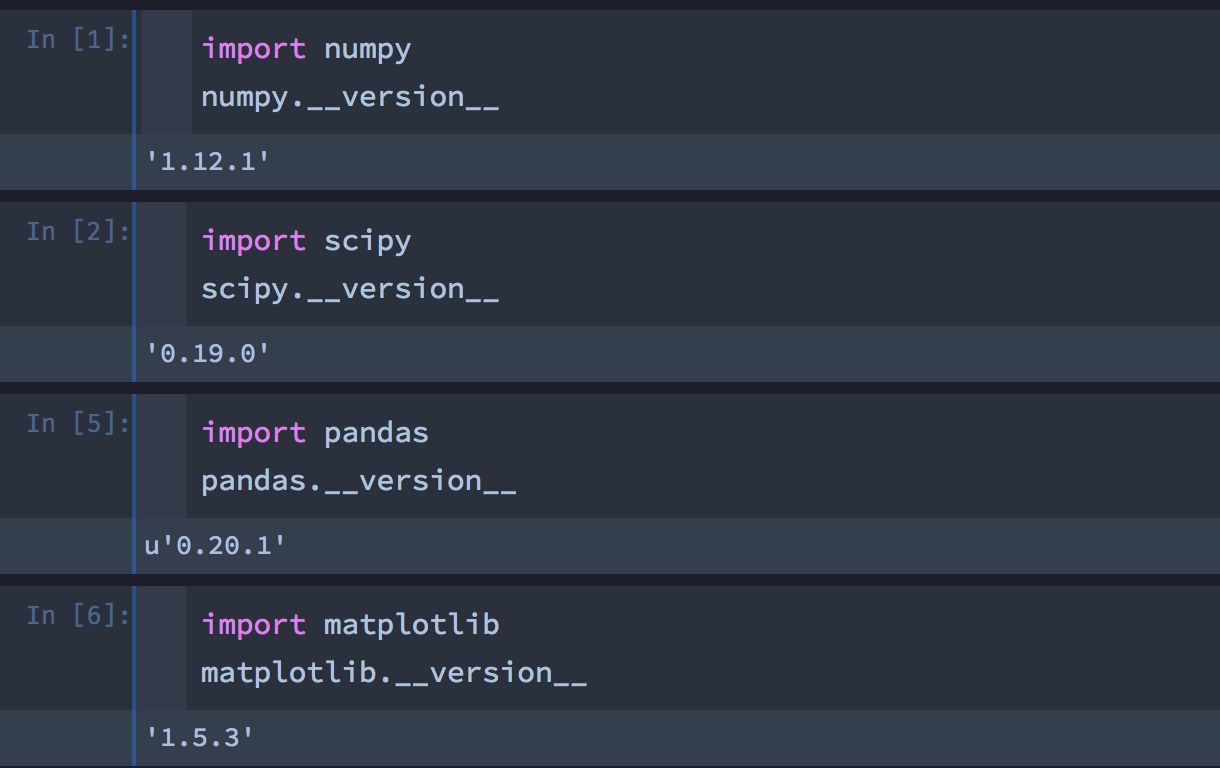 In [1]:
import numpy
numpy.__version__
'1.12.1'
In [2]:
import scipy
scipy.__version__
'0.19.0'
In [5]:
import pandas
pandas.__version__
u'0.20.1'
In [6]:
import matplotlib
matplotlib.__version__
'1.5.3'